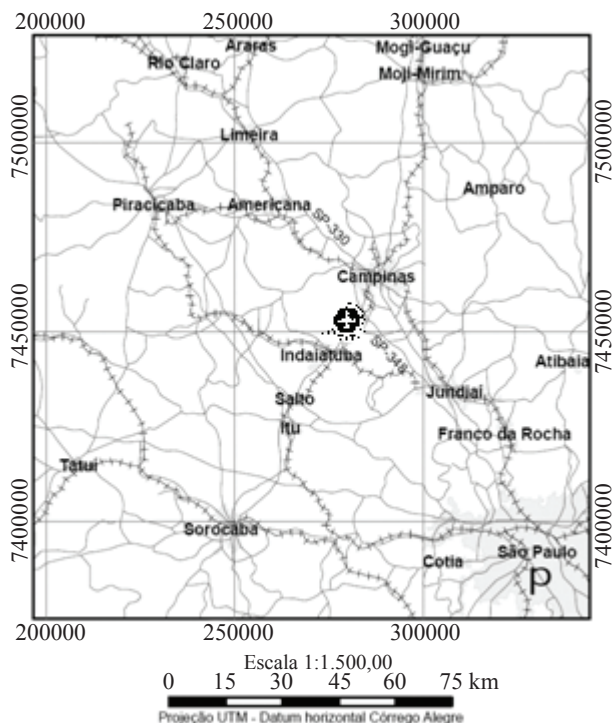 200000 250000 300000
Araras
Mogi-Guaçu
Rio Claro
Moji-Mirim
7500000
Limeira
7500000
Amparo
Piracicaba
Americana
SP-330
Campinas
7450000
7450000
Indaiatuba
SP-348
Atibaia
Jundiaí
Salto
Itu
Franco da Rocha
Tatuí
7400000
7400000
Sorocaba
São Paulo
Cotia
p
200000 250000 300000
Escala 1:1.500,00
0 15 30 45 60 75 km
Projeção UTM - Datum horizontal Córrego Alegre